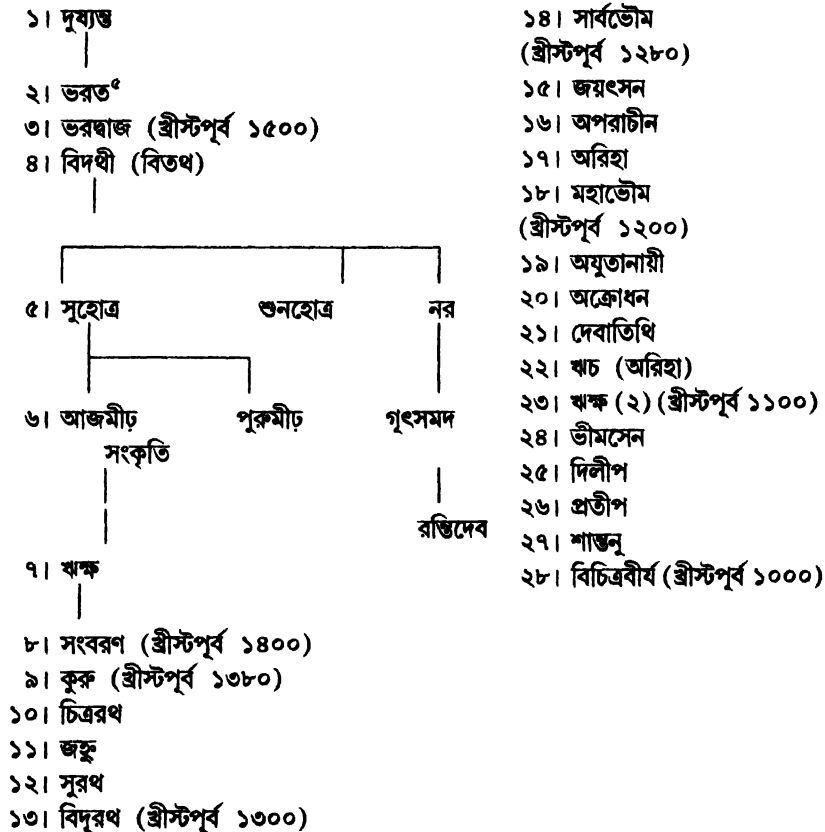 ১। দুষ্যন্ত
২। ভরত⁵
৩। ভরদ্বাজ (খ্রীস্টপূর্ব ১৫০০)
৪। বিদথী (বিতথ)
৫। সুহোত্র শুনহোত্র নর
৬। আজমীঢ় পুরুমীঢ় গৃৎসমদ
সংকৃতি
রন্তিদেব
৭। ঋক্ষ
৮। সংবরণ (খ্রীস্টপূর্ব ১৪০০)
৯। কুরু (খ্রীস্টপূর্ব ১৩৮০)
১০। চিত্ররথ
১১। জহ্নু
১২। সুরথ
১৩। বিদূরথ (খ্রীস্টপূর্ব ১৩০০)
১৪। সার্বভৌম
(খ্রীস্টপূর্ব ১২৮০)
১৫। জয়ৎসন
১৬। অপরাচীন
১৭। অরিহা
১৮। মহাভৌম
(খ্রীস্টপূর্ব ১২০০)
১৯। অযুতানায়ী
২০। অক্রোধন
২১। দেবাতিথি
২২। ঋচ (অরিহা)
২৩। ঋক্ষ (২) (খ্রীস্টপূর্ব ১১০০)
২৪। ভীমসেন
২৫। দিলীপ
২৬। প্রতীপ
২৭। শান্তনু
২৮। বিচিত্রবীর্য (খ্রীস্টপূর্ব ১০০০)